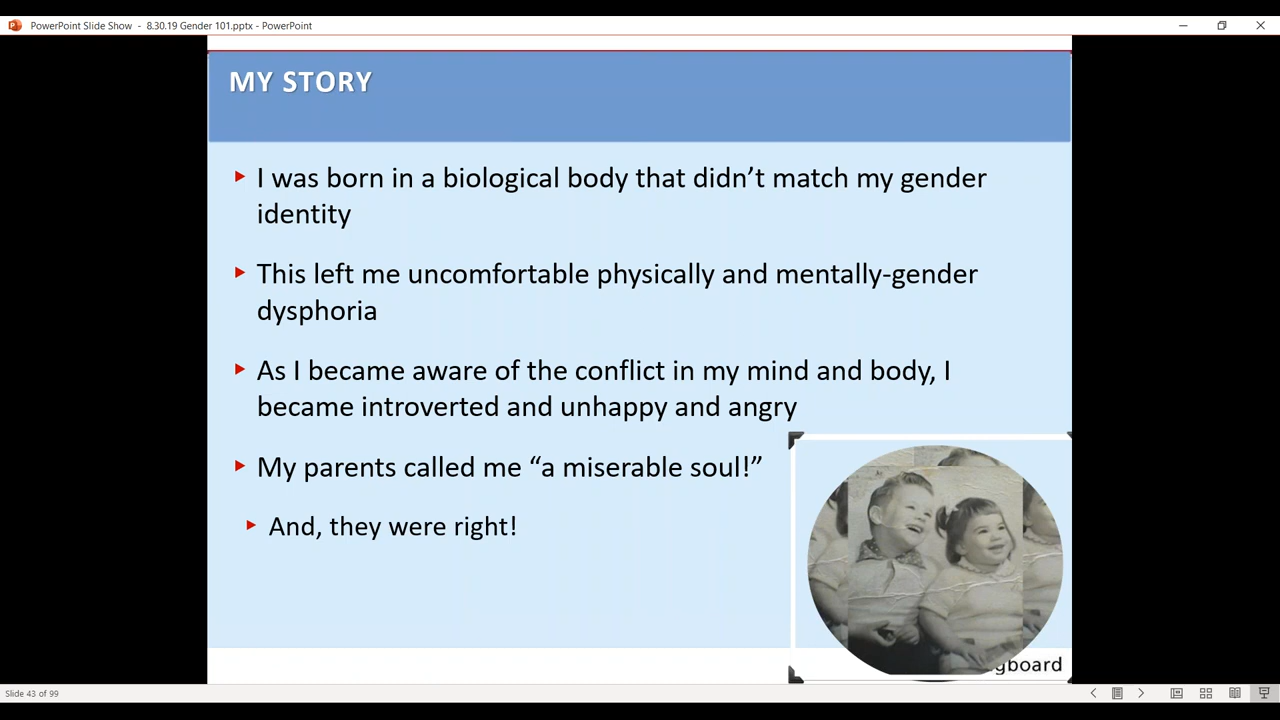 PowerPoint Slide Show - 8.30.19 Gender 101.pptx - PowerPoint
MY STORY
I was born in a biological body that didn’t match my gender
identity
This left me uncomfortable physically and mentally-gender
dysphoria
As I became aware of the conflict in my mind and body, I
became introverted and unhappy and angry
My parents called me “a miserable soul!”
And, they were right!
Slide 43 of 99